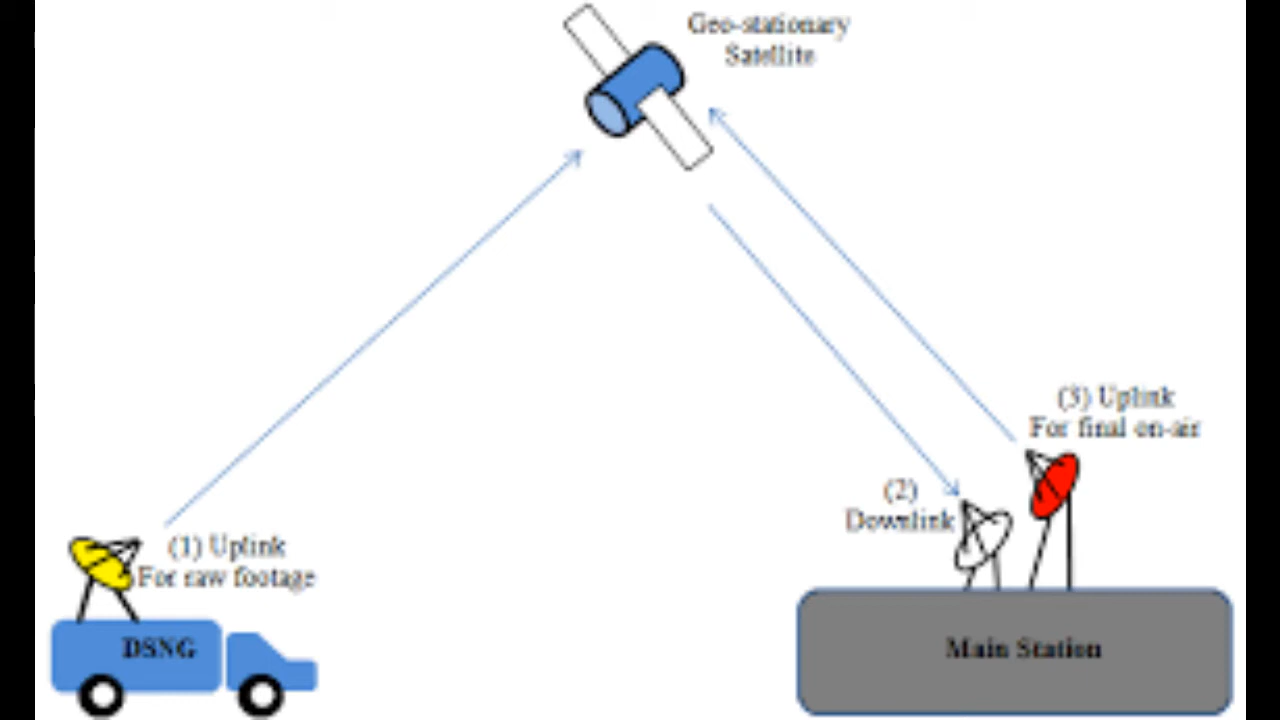 Geo-stationary
Satellite
(3) Uplink
For final on-air
(2)
Downlink
(1) Uplink
For raw footage
DSNG
Main Station